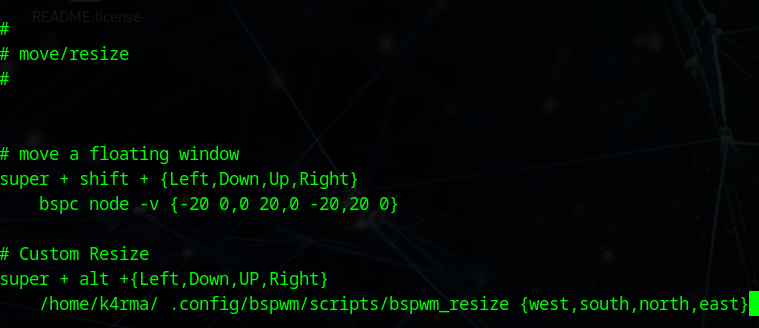 README.license
#
# move/resize
#
# move a floating window
super + shift + {Left,Down,Up,Right}
bspc node -v {-20 0,0 20,0 -20,20 0}
# Custom Resize
super + alt +{Left,Down,UP,Right}
/home/k4rma/ .config/bspwm/scripts/bspwm_resize {west,south,north,east}